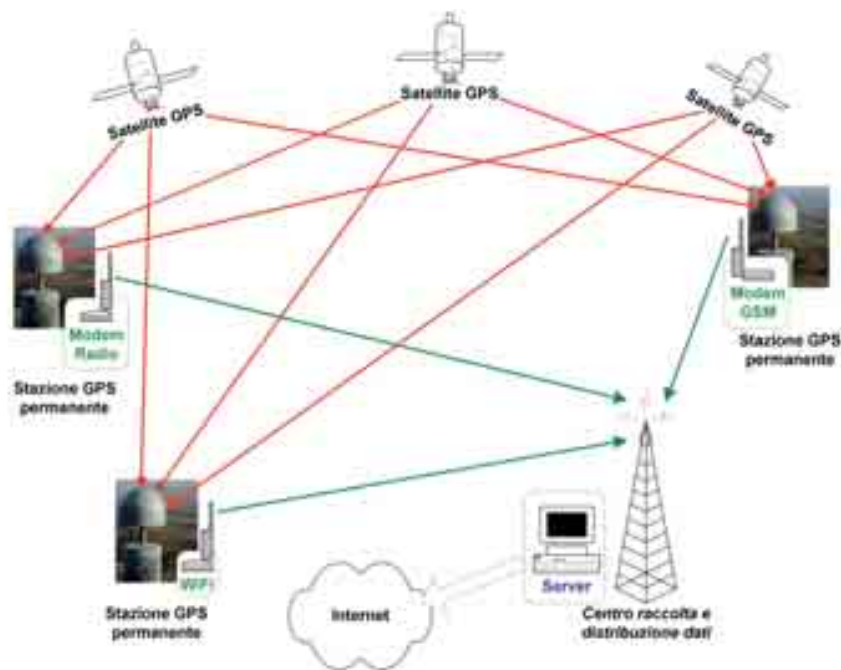 Satellite GPS
Satellite GPS
Satellite GPS
Modem
Radio
Stazione GPS
permanente
Modem
GSM
Stazione GPS
permanente
WiFi
Stazione GPS
permanente
Internet
Server
Centro raccolta e
distribuzione dati